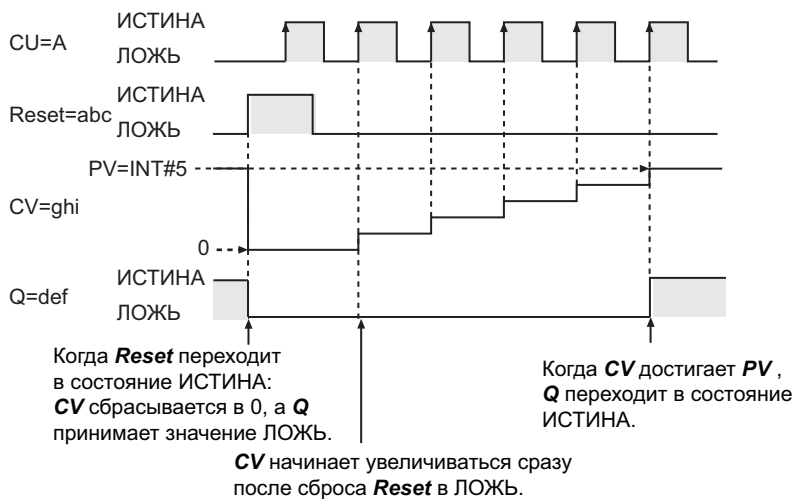 ИСТИНА
CU=A
ЛОЖЬ
ИСТИНА
Reset=abc
ЛОЖЬ
PV=INT#5
CV=ghi
0
ИСТИНА
Q=def
ЛОЖЬ
Когда Reset переходит
в состояние ИСТИНА:
CV сбрасывается в 0, а Q
принимает значение ЛОЖЬ.
Когда CV достигает PV ,
Q переходит в состояние
ИСТИНА.
CV начинает увеличиваться сразу
после сброса Reset в ЛОЖЬ.